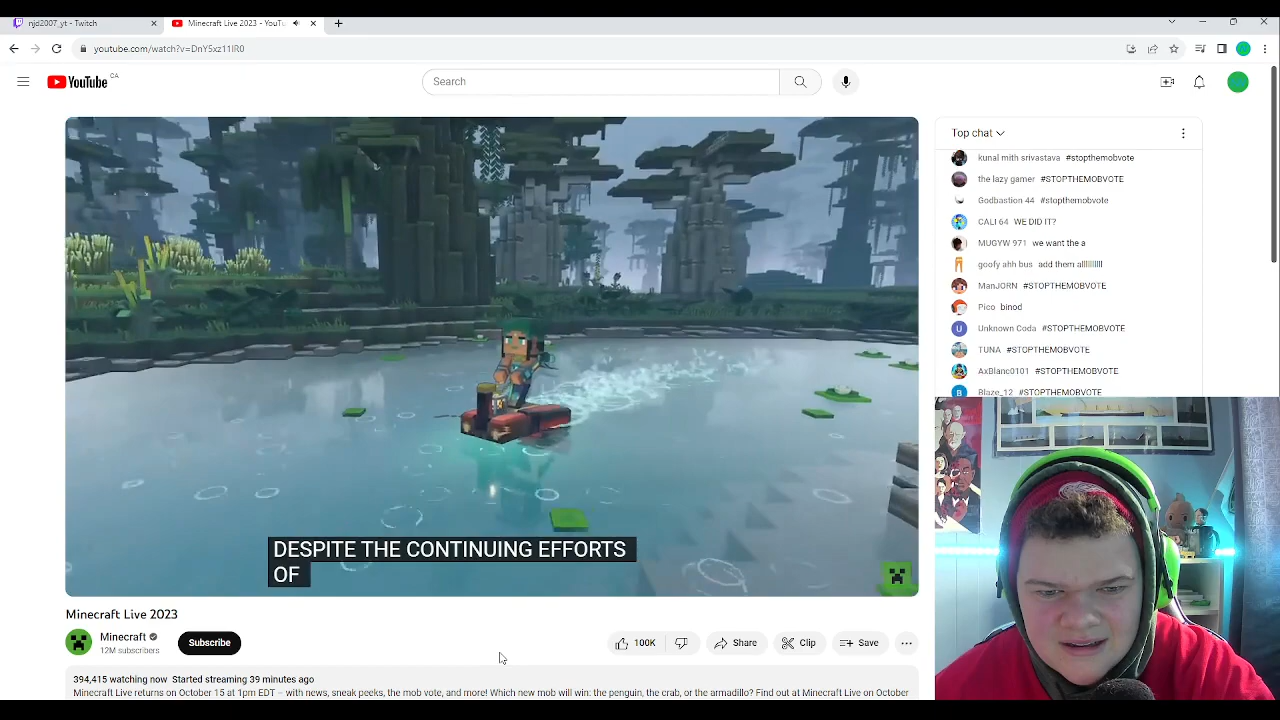 njd2007_yt - Twitch
Minecraft Live 2023 - YouTu
youtube.com/watch?v=DnY5xz11IR0
YouTube CA
Search
Top chat
kunal mith srivastava #stopthemobvote
the lazy gamer #STOPTHEMOBVOTE
Godbastion 44 #stopthemobvote
CALI 64 WE DID IT?
MUGYW 971 we want the a
goofy ahh bus add them allllllllll
ManJORN #STOPTHEMOBVOTE
Pico binod
U Unknown Coda #STOPTHEMOBVOTE
TUNA #STOPTHEMOBVOTE
AxBlanc0101 #STOPTHEMOBVOTE
B Blaze_12 #STOPTHEMOBVOTE
DESPITE THE CONTINUING EFFORTS
OF
Minecraft Live 2023
Minecraft
12M subscribers
Subscribe
100K
Share
Clip
Save
394,415 watching now Started streaming 39 minutes ago
Minecraft Live returns on October 15 at 1pm EDT – with news, sneak peeks, the mob vote, and more! Which new mob will win: the penguin, the crab, or the armadillo? Find out at Minecraft Live on October